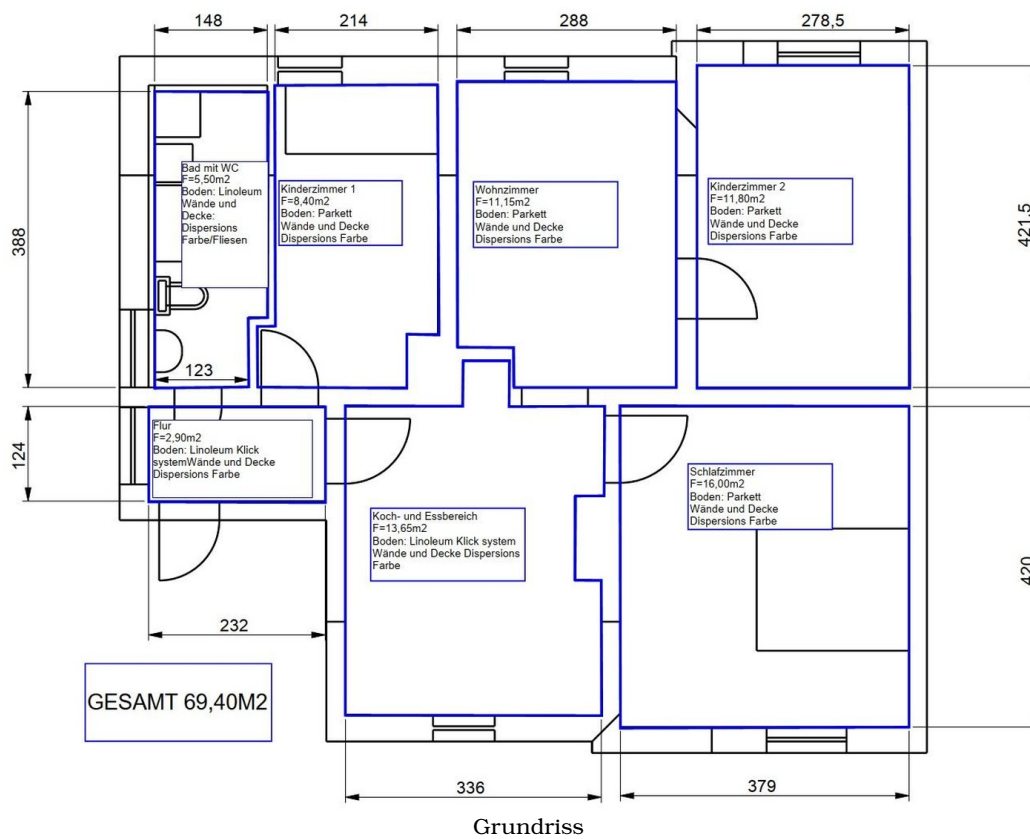 148
214
288
278,5
388
421,5
Bad mit WC
F=5,50m2
Boden: Linoleum
Wände und
Decke:
Dispersions
Farbe/Fliesen
Kinderzimmer 1
F=8,40m2
Boden: Parkett
Wände und Decke
Dispersions Farbe
Wohnzimmer
F=11,15m2
Boden: Parkett
Wände und Decke
Dispersions Farbe
Kinderzimmer 2
F=11,80m2
Boden: Parkett
Wände und Decke
Dispersions Farbe
123
124
Flur
F=2,90m2
Boden: Linoleum Klick
systemWände und Decke
Dispersions Farbe
Koch- und Essbereich
F=13,65m2
Boden: Linoleum Klick system
Wände und Decke Dispersions
Farbe
Schlafzimmer
F=16,00m2
Boden: Parkett
Wände und Decke
Dispersions Farbe
420
232
GESAMT 69,40M2
336
379
Grundriss